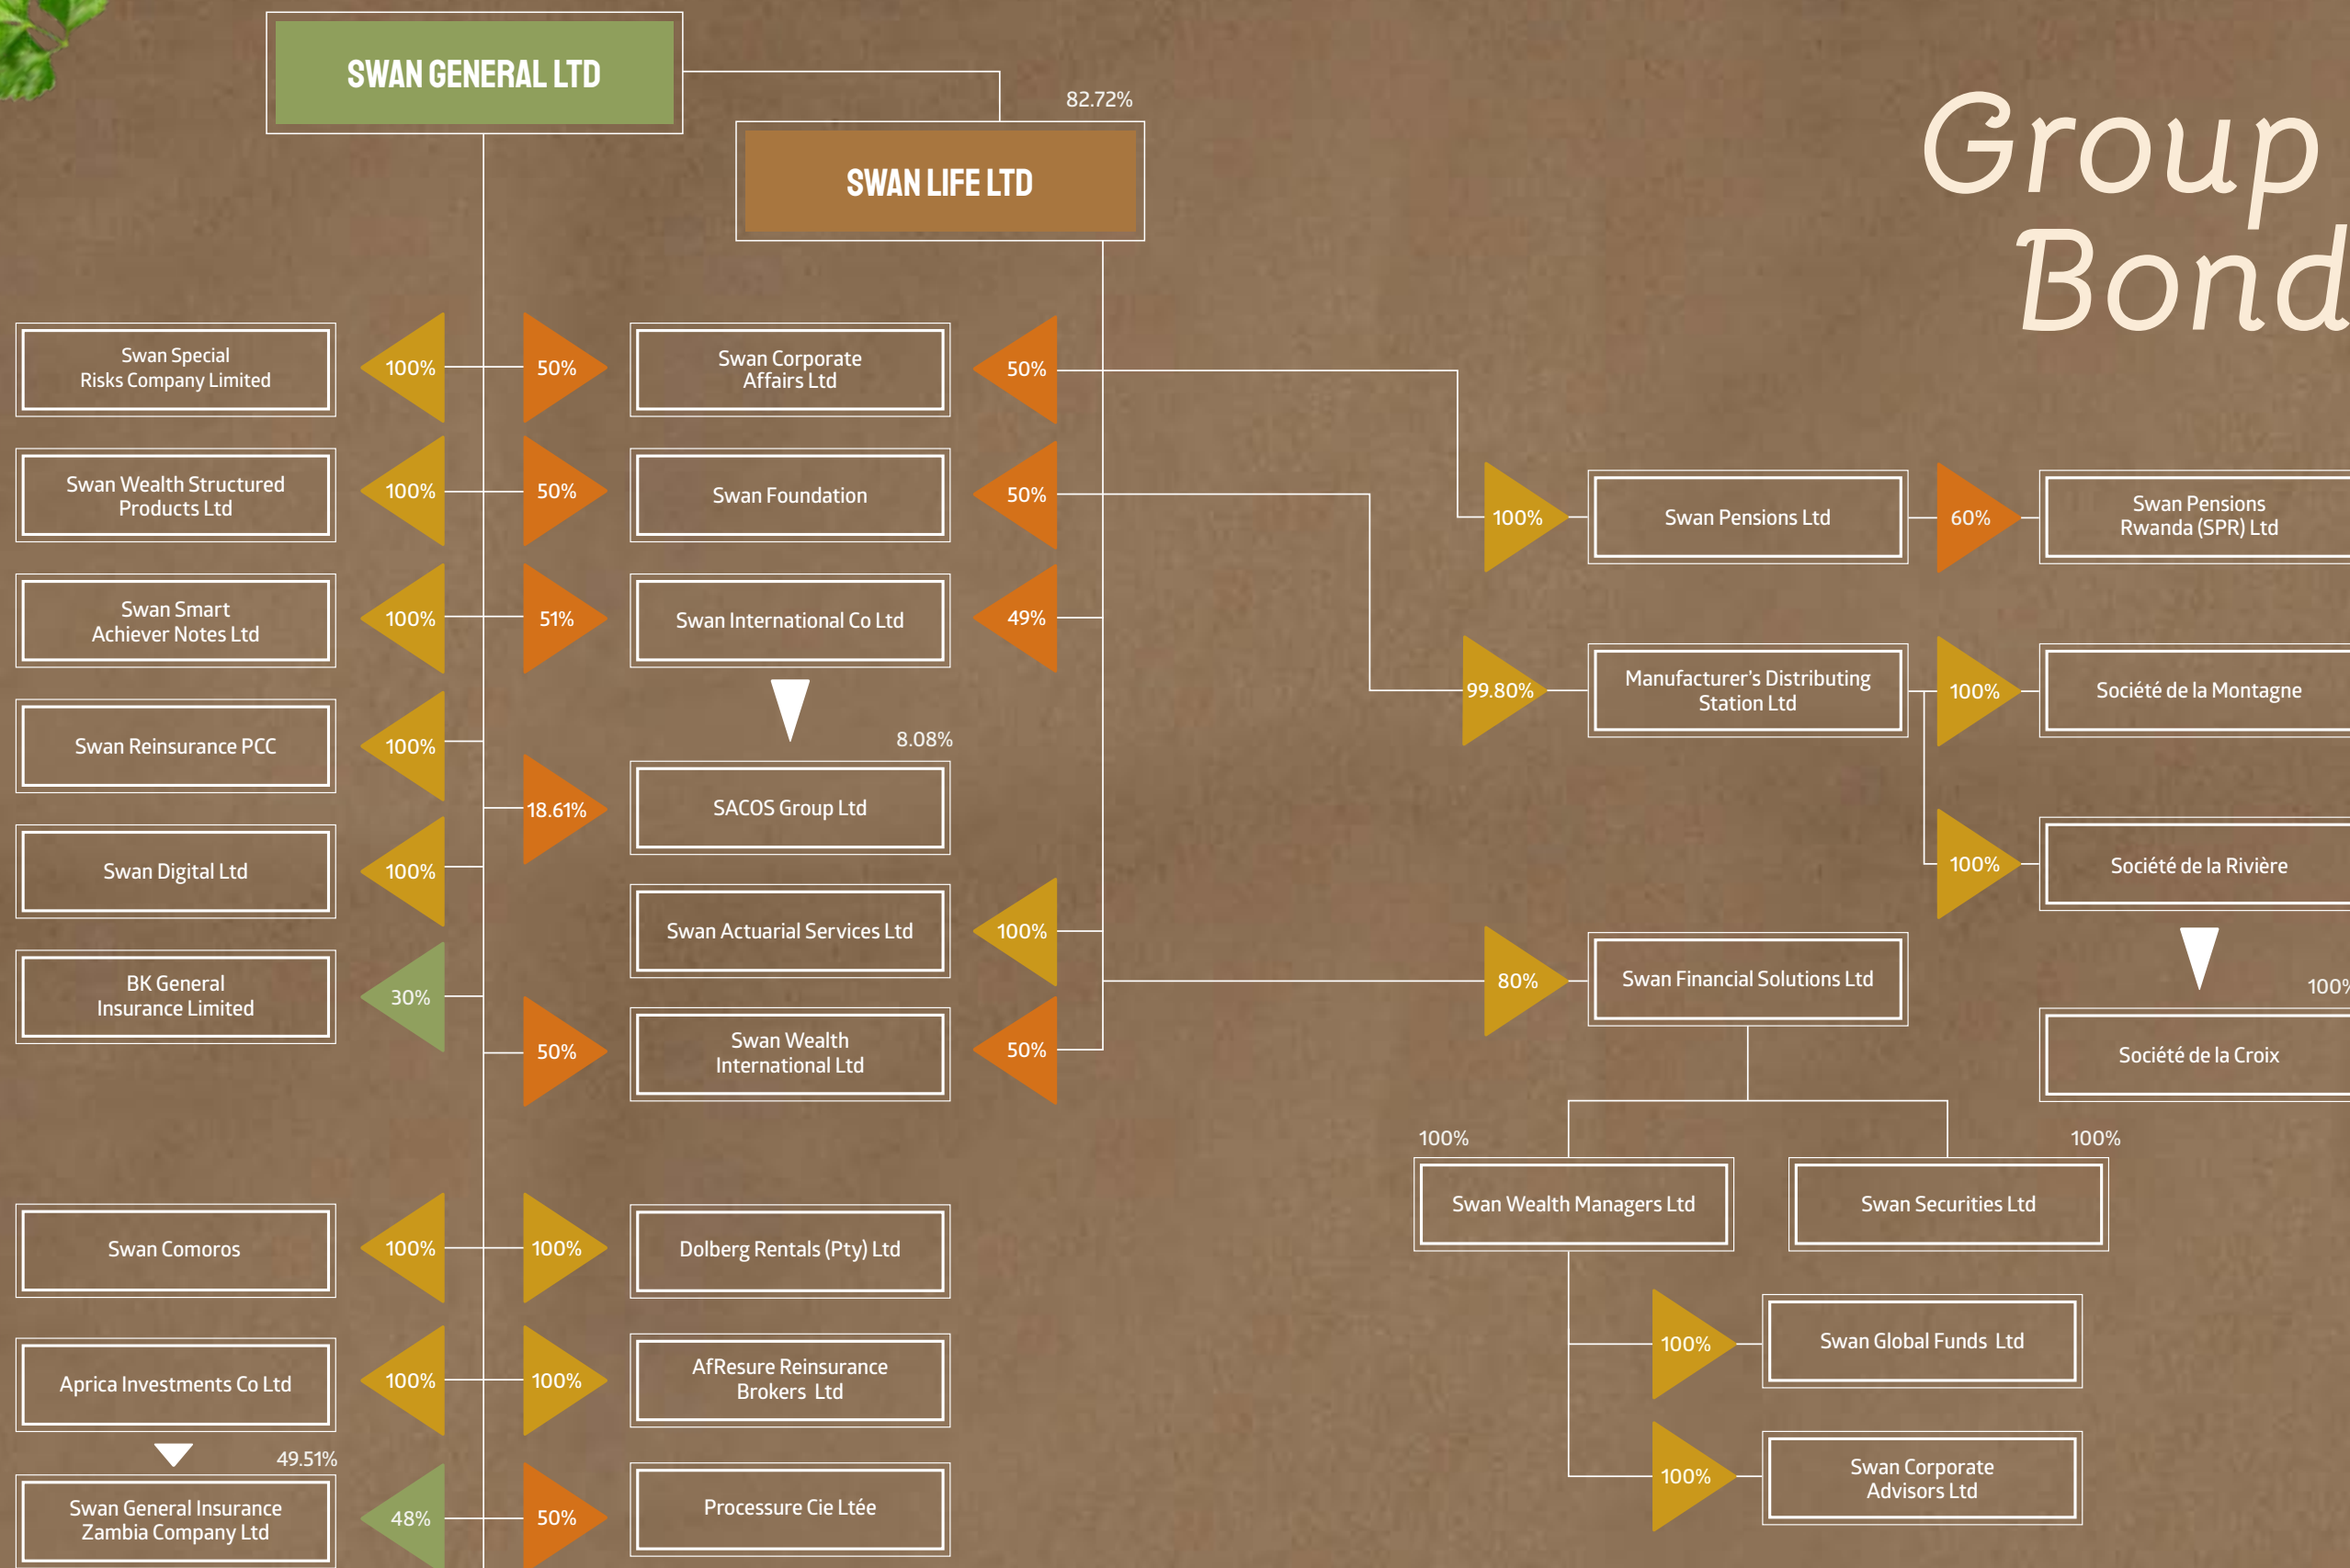 SWAN GENERAL LTD
82.72%
SWAN LIFE LTD
Group
Bond
Swan Special
Risks Company Limited
100%
50%
Swan Corporate
Affairs Ltd
50%
Swan Wealth Structured
Products Ltd
100%
50%
Swan Foundation
50%
100%
Swan Pensions Ltd
60%
Swan Pensions
Rwanda (SPR) Ltd
Swan Smart
Achiever Notes Ltd
100%
51%
Swan International Co Ltd
49%
99.80%
Manufacturer’s Distributing
Station Ltd
100%
Société de la Montagne
Swan Reinsurance PCC
100%
8.08%
18.61%
SACOS Group Ltd
Swan Digital Ltd
100%
100%
Société de la Rivière
Swan Actuarial Services Ltd
100%
BK General
Insurance Limited
30%
80%
Swan Financial Solutions Ltd
100%
50%
Swan Wealth
International Ltd
50%
Société de la Croix
100%
100%
Swan Wealth Managers Ltd
Swan Securities Ltd
Swan Comoros
100%
100%
Dolberg Rentals (Pty) Ltd
100%
Swan Global Funds Ltd
Aprica Investments Co Ltd
100%
100%
AfResure Reinsurance
Brokers Ltd
49.51%
100%
Swan Corporate
Advisors Ltd
Swan General Insurance
Zambia Company Ltd
48%
50%
Processure Cie Ltée